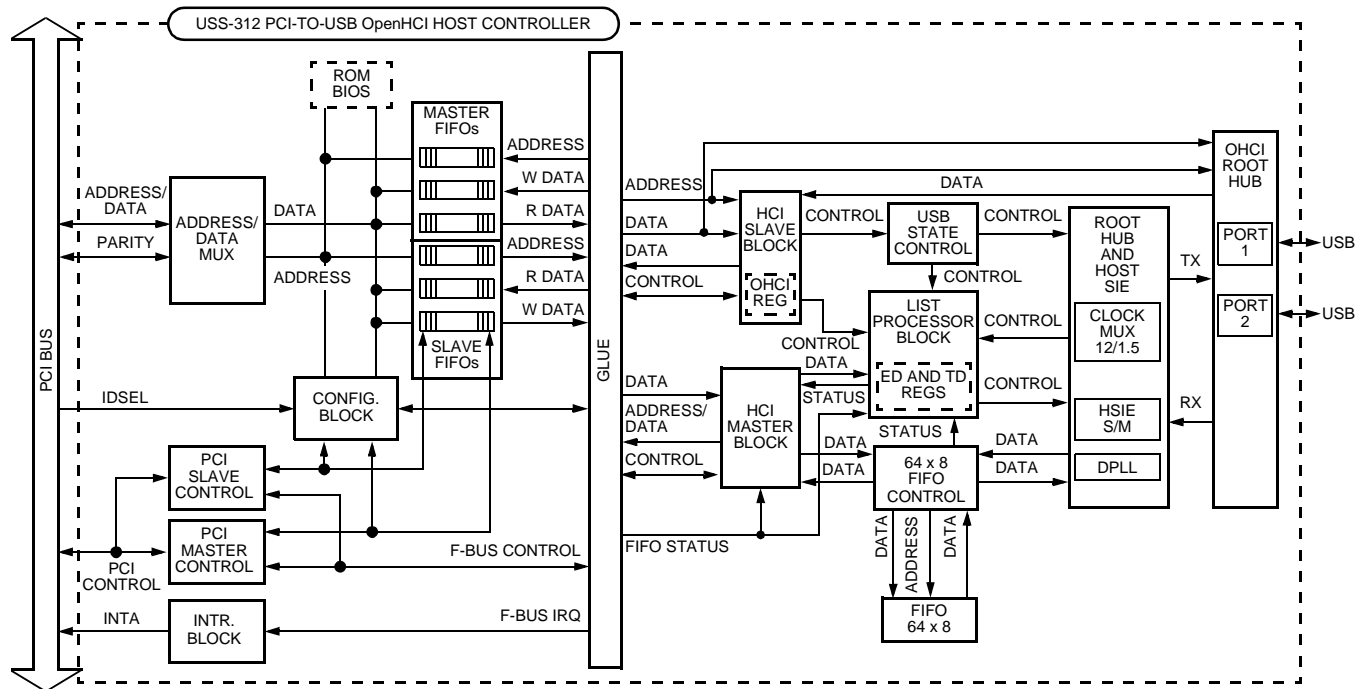 USS-312 PCI-TO-USB OpenHCI HOST CONTROLLER
PCI BUS
ROM
BIOS
MASTER
FIFOs
SLAVE
FIFOs
ADDRESS/
DATA
PARITY
ADDRESS/
DATA
MUX
DATA
ADDRESS
ADDRESS
W DATA
R DATA
ADDRESS
R DATA
W DATA
IDSEL
CONFIG.
BLOCK
PCI
SLAVE
CONTROL
PCI
MASTER
CONTROL
PCI
CONTROL
F-BUS CONTROL
INTA
INTR.
BLOCK
F-BUS IRQ
GLUE
ADDRESS
DATA
DATA
CONTROL
HCI
SLAVE
BLOCK
OHCI
REG
CONTROL
USB
STATE
CONTROL
CONTROL
CONTROL
DATA
LIST
PROCESSOR
BLOCK
ED AND TD
REGS
CONTROL
CONTROL
CONTROL
DATA
STATUS
DATA
ADDRESS/
DATA
CONTROL
HCI
MASTER
BLOCK
FIFO STATUS
DATA
DATA
STATUS
64 x 8
FIFO
CONTROL
DATA
DATA
DATA
ADDRESS
DATA
FIFO
64 x 8
ROOT
HUB
AND
HOST
SIE
CLOCK
MUX
12/1.5
HSIE
S/M
DPLL
TX
RX
OHCI
ROOT
HUB
PORT
1
PORT
2
USB
USB